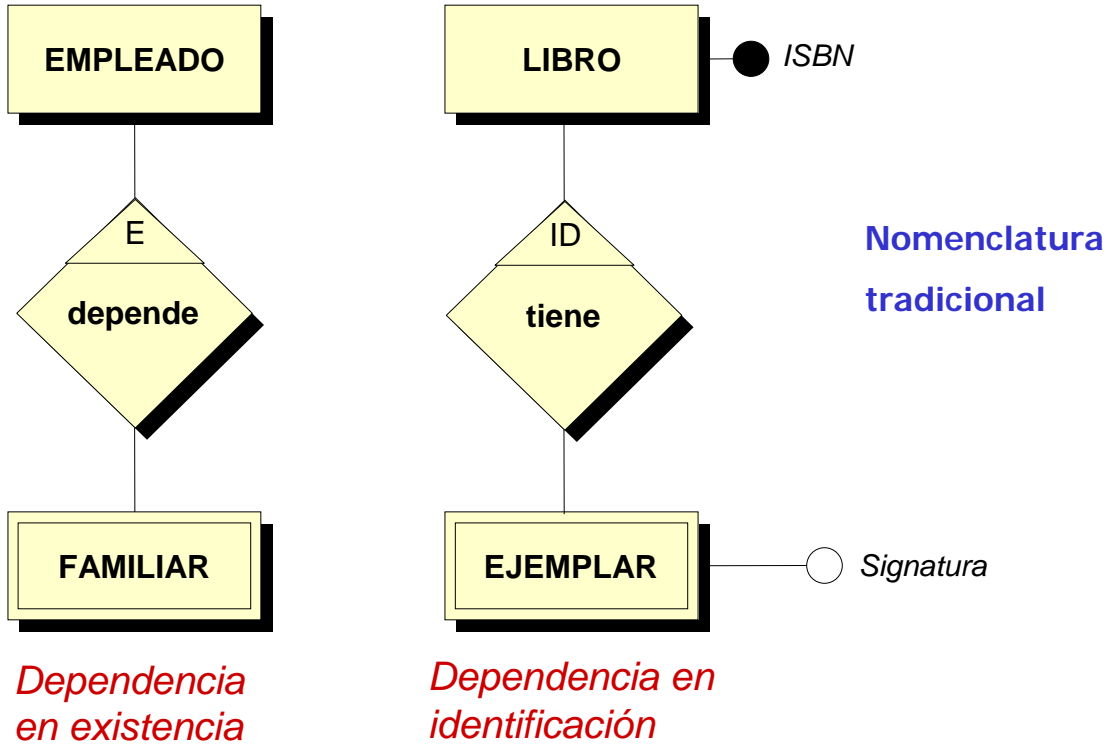 EMPLEADO
LIBRO
ISBN
E
ID
depende
tiene
Nomenclatura
tradicional
FAMILIAR
EJEMPLAR
Signatura
Dependencia
en existencia
Dependencia en
identificación